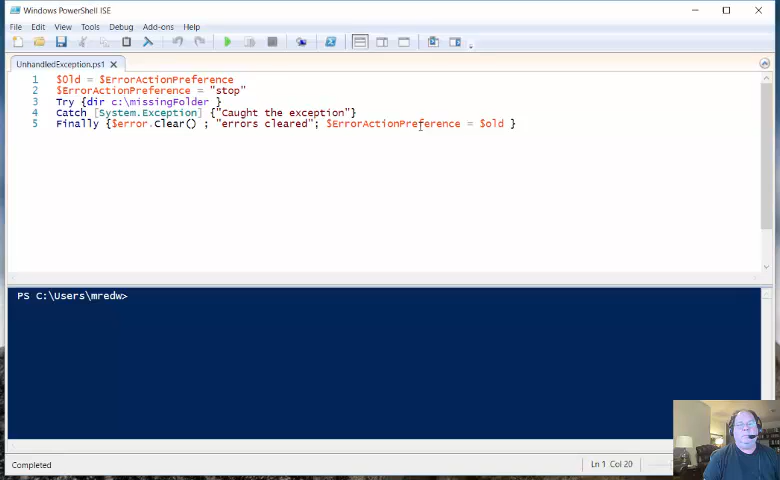 Windows PowerShell ISE
File Edit View Tools Debug Add-ons Help
UnhandledException.ps1
1 $Old = $ErrorActionPreference
2 $ErrorActionPreference = "stop"
3 Try {dir c:\missingFolder }
4 Catch [System.Exception] {"Caught the exception"}
5 Finally {$error.Clear() ; "errors cleared"; $ErrorActionPreference = $old }
PS C:\Users\mredw>
Completed
Ln 1 Col 20